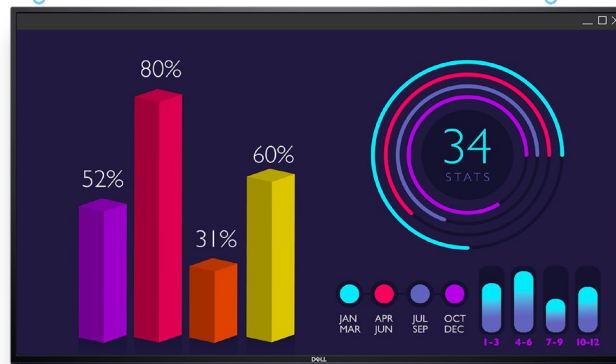 80%
60%
52%
31%
34
STATS
JAN
MAR
APR
JUN
JUL
SEP
OCT
DEC
1-3
4-6
7-9
10-12
DELL